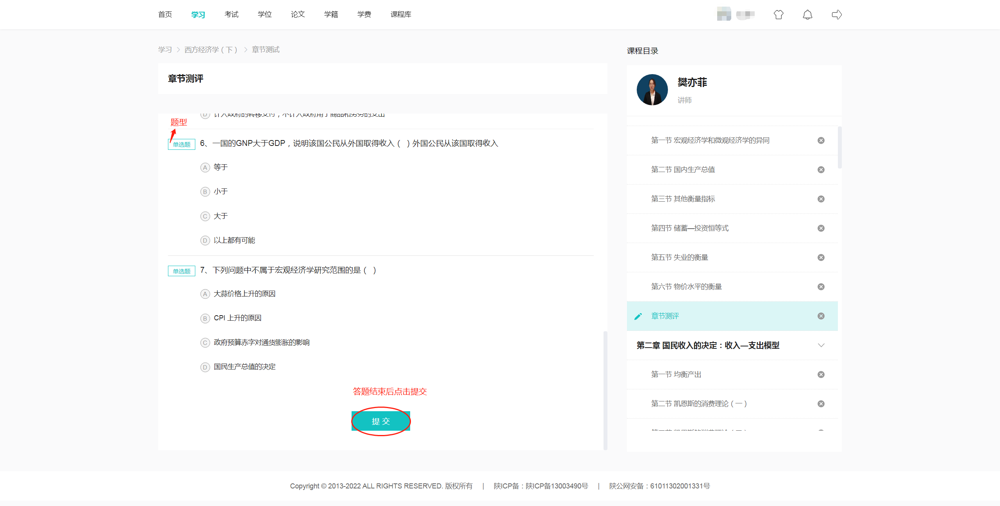 首页 学习 考试 学位 论文 学籍 学费 课程库
学习 > 西方经济学（下） > 章节测试
章节测评
D 计入政府的转移支付，不计入政府用于商品和劳务的支出
题型
单选题 6、一国的GNP大于GDP，说明该国公民从外国取得收入（ ）外国公民从该国取得收入
A 等于
B 小于
C 大于
D 以上都有可能
单选题 7、下列问题中不属于宏观经济学研究范围的是（ ）
A 大蒜价格上升的原因
B CPI 上升的原因
C 政府预算赤字对通货膨胀的影响
D 国民生产总值的决定
答题结束后点击提交
提 交
课程目录
樊亦菲
讲师
第一节 宏观经济学和微观经济学的异同
第二节 国内生产总值
第三节 其他衡量指标
第四节 储蓄—投资恒等式
第五节 失业的衡量
第六节 物价水平的衡量
章节测评
第二章 国民收入的决定：收入—支出模型
第一节 均衡产出
第二节 凯恩斯的消费理论（一）
Copyright © 2013-2022 ALL RIGHTS RESERVED. 版权所有 | 陕ICP备：陕ICP备13003490号 | 陕公网安备：61011302001331号